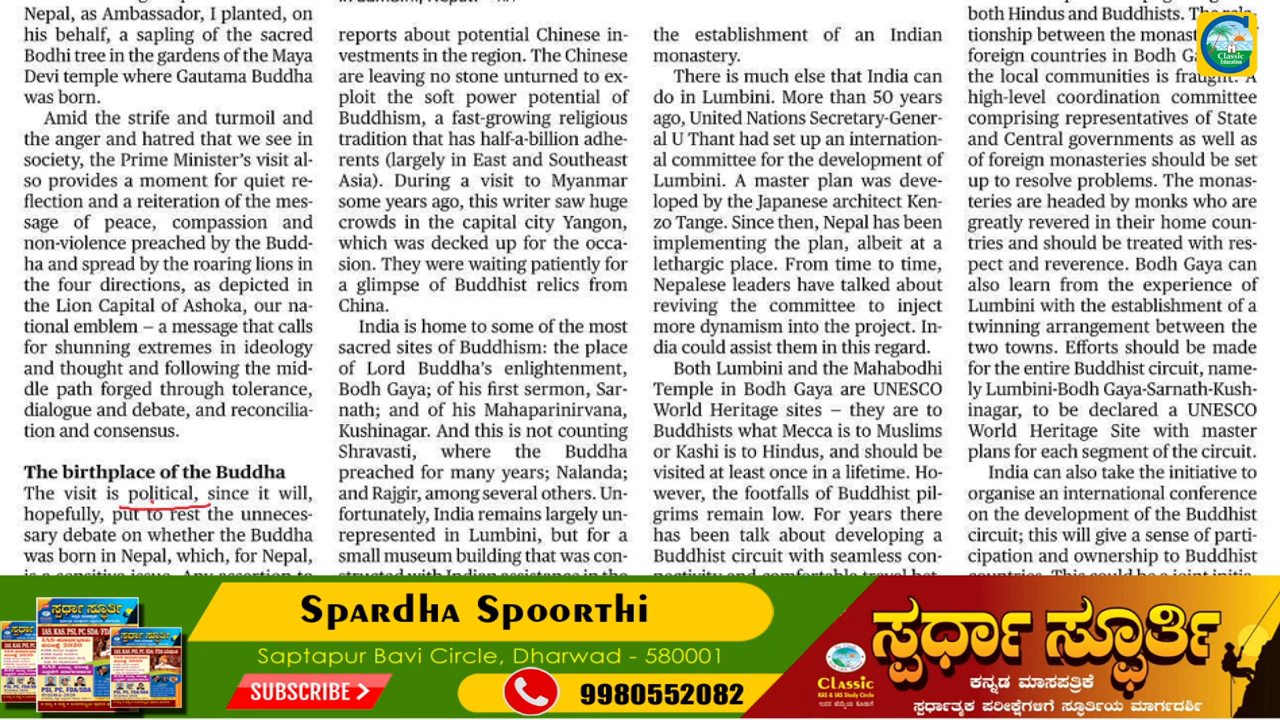 Nepal, as Ambassador, I planted, on
his behalf, a sapling of the sacred
Bodhi tree in the gardens of the Maya
Devi temple where Gautama Buddha
was born.
Amid the strife and turmoil and
the anger and hatred that we see in
society, the Prime Minister's visit al-
so provides a moment for quiet re-
flection and a reiteration of the mes-
sage of peace, compassion and
non-violence preached by the Budd-
ha and spread by the roaring lions in
the four directions, as depicted in
the Lion Capital of Ashoka, our na-
tional emblem – a message that calls
for shunning extremes in ideology
and thought and following the mid-
dle path forged through tolerance,
dialogue and debate, and reconcilia-
tion and consensus.
The birthplace of the Buddha
The visit is political, since it will,
hopefully, put to rest the unneces-
sary debate on whether the Buddha
was born in Nepal, which, for Nepal,
reports about potential Chinese in-
vestments in the region. The Chinese
are leaving no stone unturned to ex-
ploit the soft power potential of
Buddhism, a fast-growing religious
tradition that has half-a-billion adhe-
rents (largely in East and Southeast
Asia). During a visit to Myanmar
some years ago, this writer saw huge
crowds in the capital city Yangon,
which was decked up for the occa-
sion. They were waiting patiently for
a glimpse of Buddhist relics from
China.
India is home to some of the most
sacred sites of Buddhism: the place
of Lord Buddha's enlightenment,
Bodh Gaya; of his first sermon, Sar-
nath; and of his Mahaparinirvana,
Kushinagar. And this is not counting
Shravasti, where the Buddha
preached for many years; Nalanda;
and Rajgir, among several others. Un-
fortunately, India remains largely un-
represented in Lumbini, but for a
small museum building that was con-
the establishment of an Indian
monastery.
There is much else that India can
do in Lumbini. More than 50 years
ago, United Nations Secretary-Gener-
al U Thant had set up an internation-
al committee for the development of
Lumbini. A master plan was deve-
loped by the Japanese architect Ken-
zo Tange. Since then, Nepal has been
implementing the plan, albeit at a
lethargic place. From time to time,
Nepalese leaders have talked about
reviving the committee to inject
more dynamism into the project. In-
dia could assist them in this regard.
Both Lumbini and the Mahabodhi
Temple in Bodh Gaya are UNESCO
World Heritage sites – they are to
Buddhists what Mecca is to Muslims
or Kashi is to Hindus, and should be
visited at least once in a lifetime. Ho-
wever, the footfalls of Buddhist pil-
grims remain low. For years there
has been talk about developing a
Buddhist circuit with seamless con-
both Hindus and Buddhists. The rela-
tionship between the monast
foreign countries in Bodh Ga
the local communities is fraught. A
high-level coordination committee
comprising representatives of State
and Central governments as well as
of foreign monasteries should be set
up to resolve problems. The monas-
teries are headed by monks who are
greatly revered in their home coun-
tries and should be treated with res-
pect and reverence. Bodh Gaya can
also learn from the experience of
Lumbini with the establishment of a
twinning arrangement between the
two towns. Efforts should be made
for the entire Buddhist circuit, name-
ly Lumbini-Bodh Gaya-Sarnath-Kush-
inagar, to be declared a UNESCO
World Heritage Site with master
plans for each segment of the circuit.
India can also take the initiative to
organise an international conference
on the development of the Buddhist
circuit; this will give a sense of parti-
cipation and ownership to Buddhist
Classic
Education
Spardha Spoorthi
Saptapur Bavi Circle, Dharwad - 580001
SUBSCRIBE
9980552082
ಸ್ಪರ್ಧಾ ಸ್ಫೂರ್ತಿ
ಕನ್ನಡ ಮಾಸಪತ್ರಿಕೆ
ಸ್ಪರ್ಧಾತ್ಮಕ ಪರೀಕ್ಷೆಗಳಿಗೆ ಸ್ಫೂರ್ತಿಯ ಮಾರ್ಗದರ್ಶಿ
Classic
IAS & KAS Study Circle